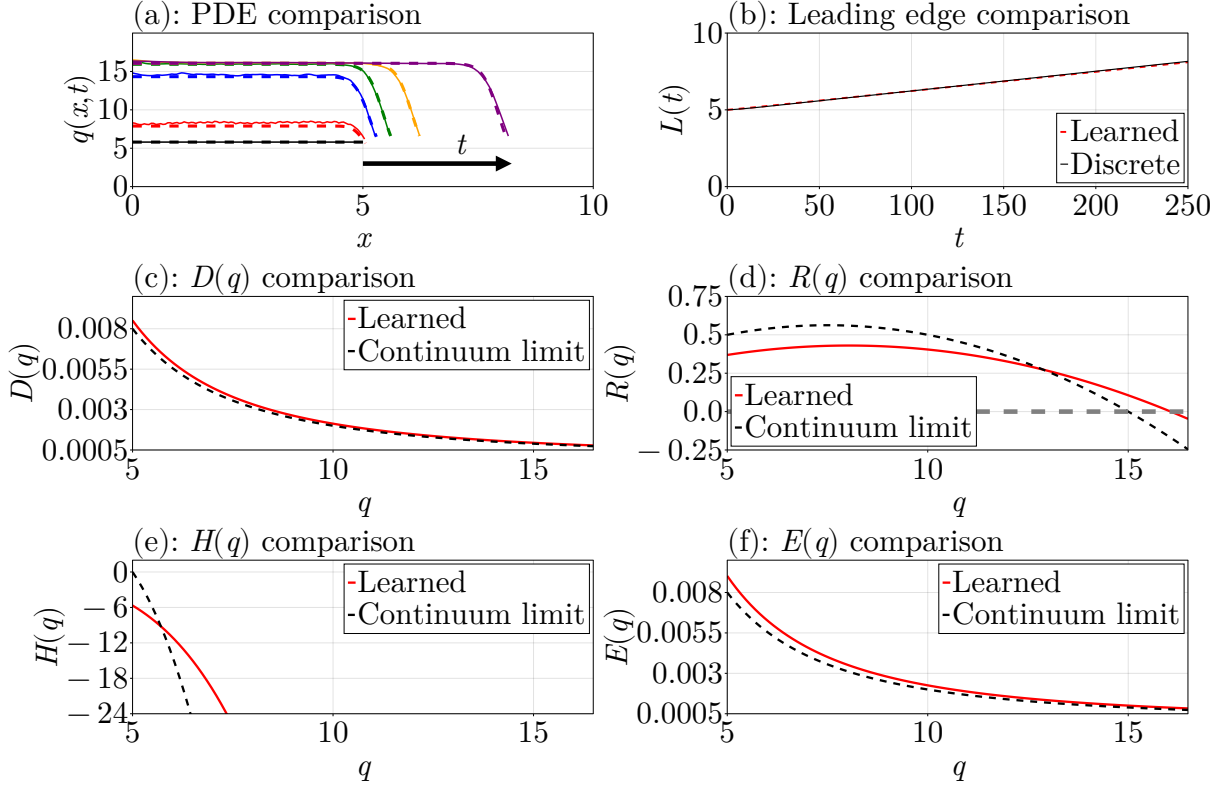 (a): PDE comparison
q(x,t)
15
10
5
0
t
0
5
10
x
(b): Leading edge comparison
L(t)
10
5
0
Learned
Discrete
0
50
100
150
200
250
t
(c): D(q) comparison
D(q)
0.008
0.0055
0.003
0.0005
Learned
Continuum limit
5
10
15
q
(d): R(q) comparison
R(q)
0.75
0.5
0.25
0.0
−0.25
Learned
Continuum limit
5
10
15
q
(e): H(q) comparison
H(q)
0
−6
−12
−18
−24
Learned
Continuum limit
5
10
15
q
(f): E(q) comparison
E(q)
0.008
0.0055
0.003
0.0005
Learned
Continuum limit
5
10
15
q